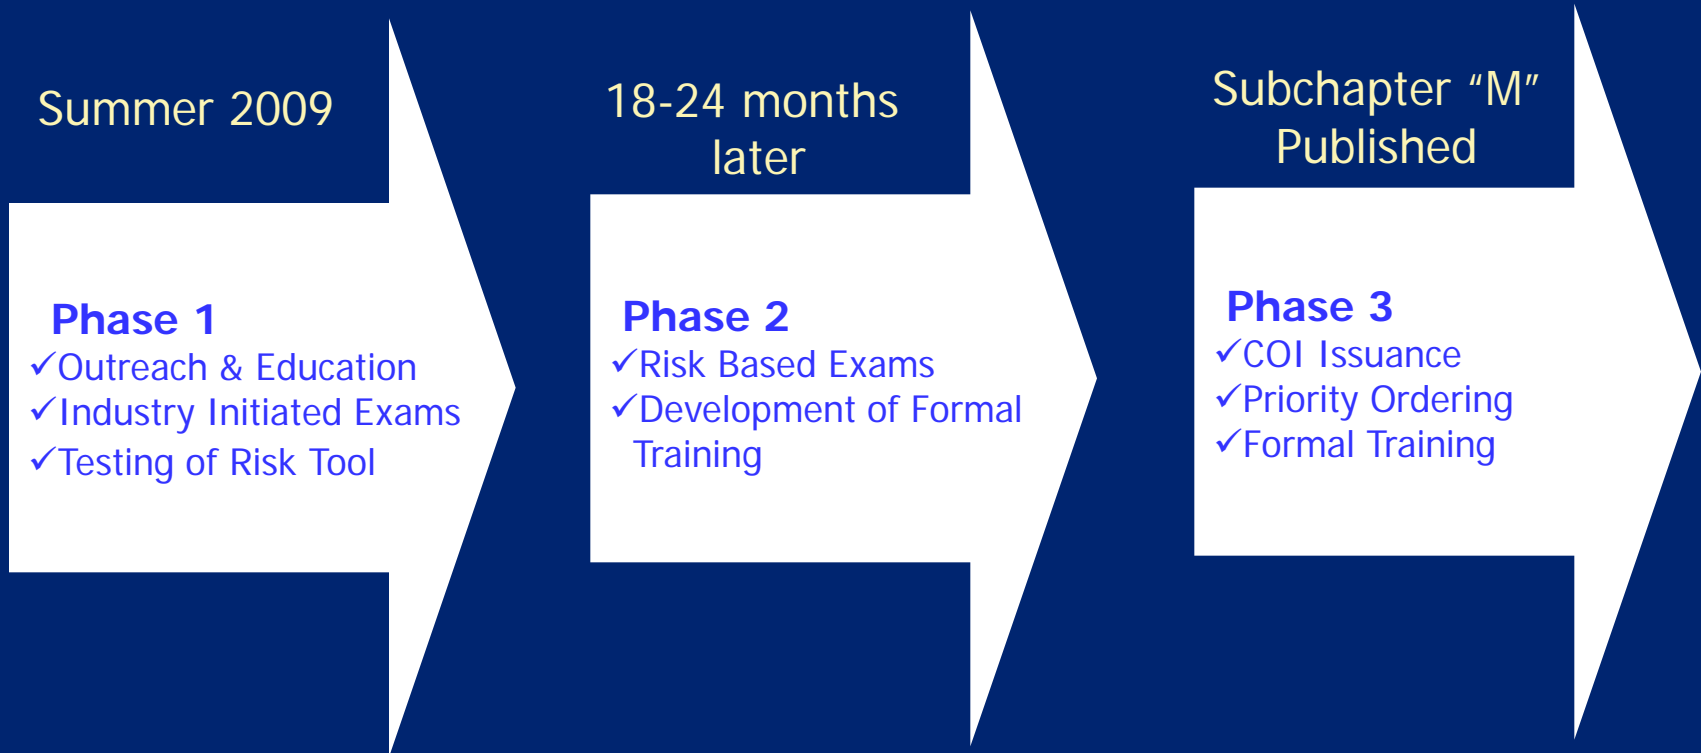 Summer 2009
Phase 1
✓Outreach & Education
✓Industry Initiated Exams
✓Testing of Risk Tool
18-24 months
later
Phase 2
✓Risk Based Exams
✓Development of Formal
Training
Subchapter “M”
Published
Phase 3
✓COI Issuance
✓Priority Ordering
✓Formal Training